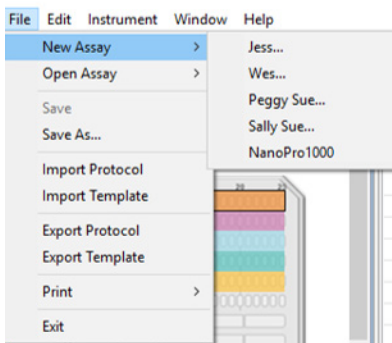 File Edit Instrument Window Help
New Assay >
Open Assay >
Save
Save As...
Import Protocol
Import Template
Export Protocol
Export Template
Print >
Exit
Jess...
Wes...
Peggy Sue...
Sally Sue...
NanoPro1000
20